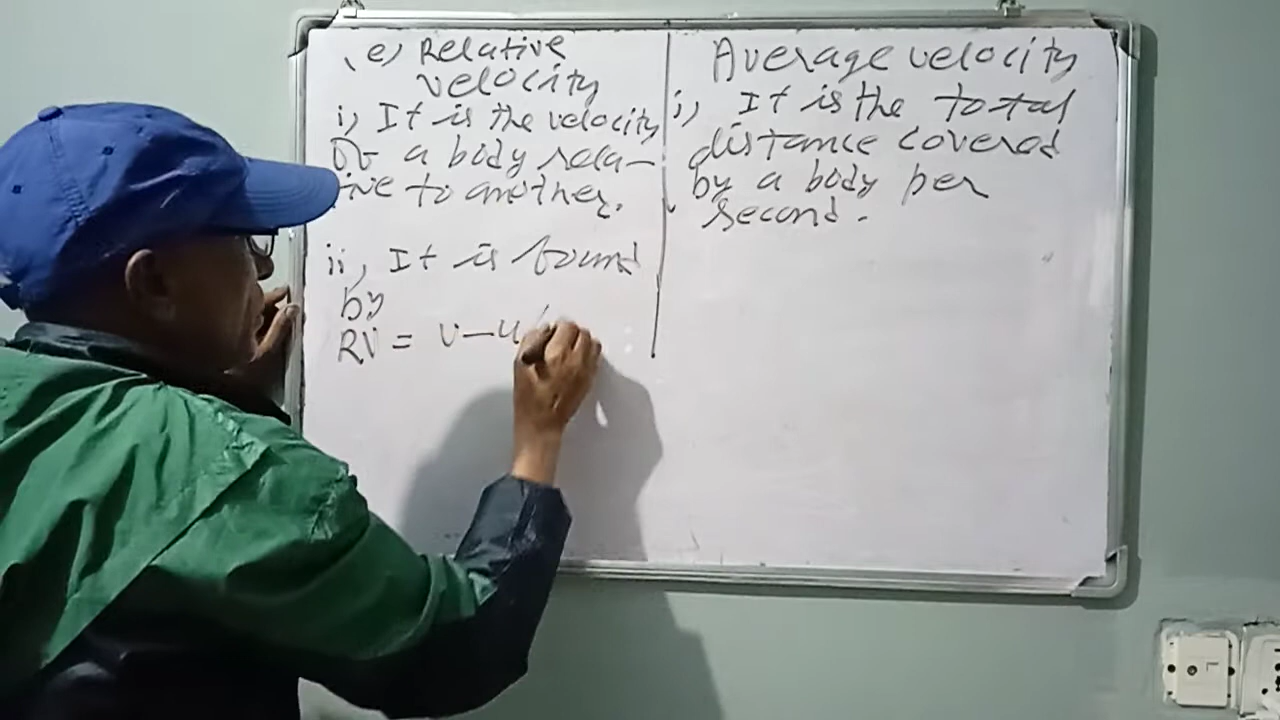 e) Relative
velocity
i) It is the velocity
of a body rela-
tive to another.
ii, It is found
by
RV = v-u
Average velocity
i, It is the total
distance covered
by a body per
second.